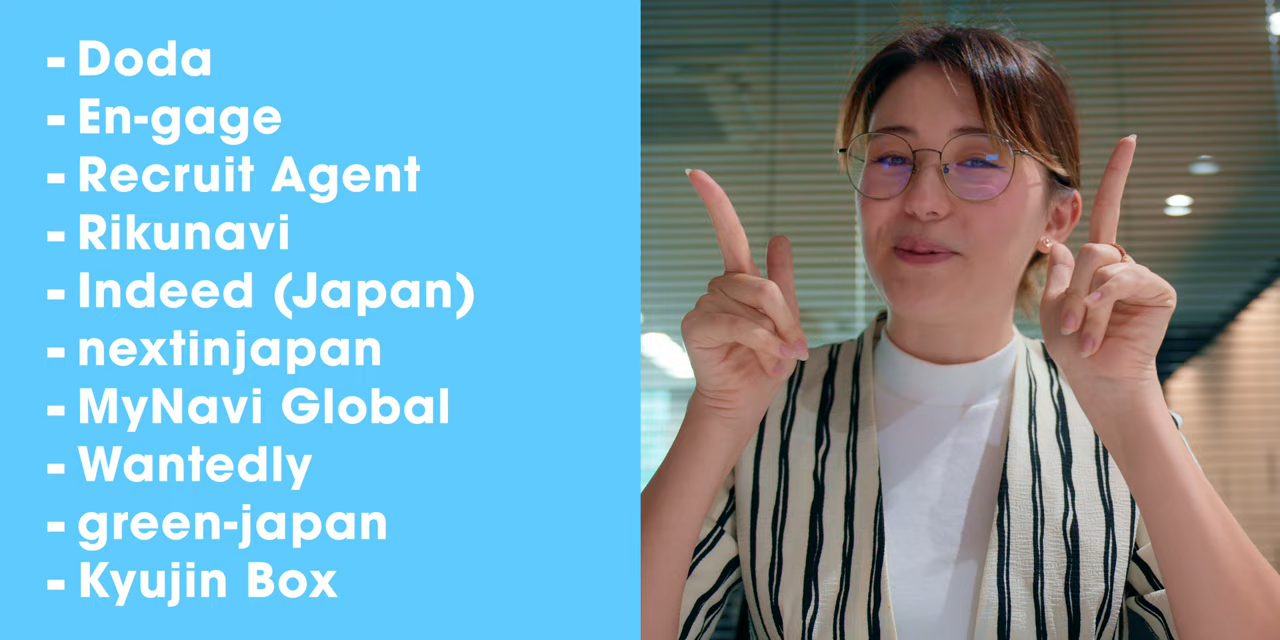 - Doda
- En-gage
- Recruit Agent
- Rikunavi
- Indeed (Japan)
- nextinjapan
- MyNavi Global
- Wantedly
- green-japan
- Kyujin Box